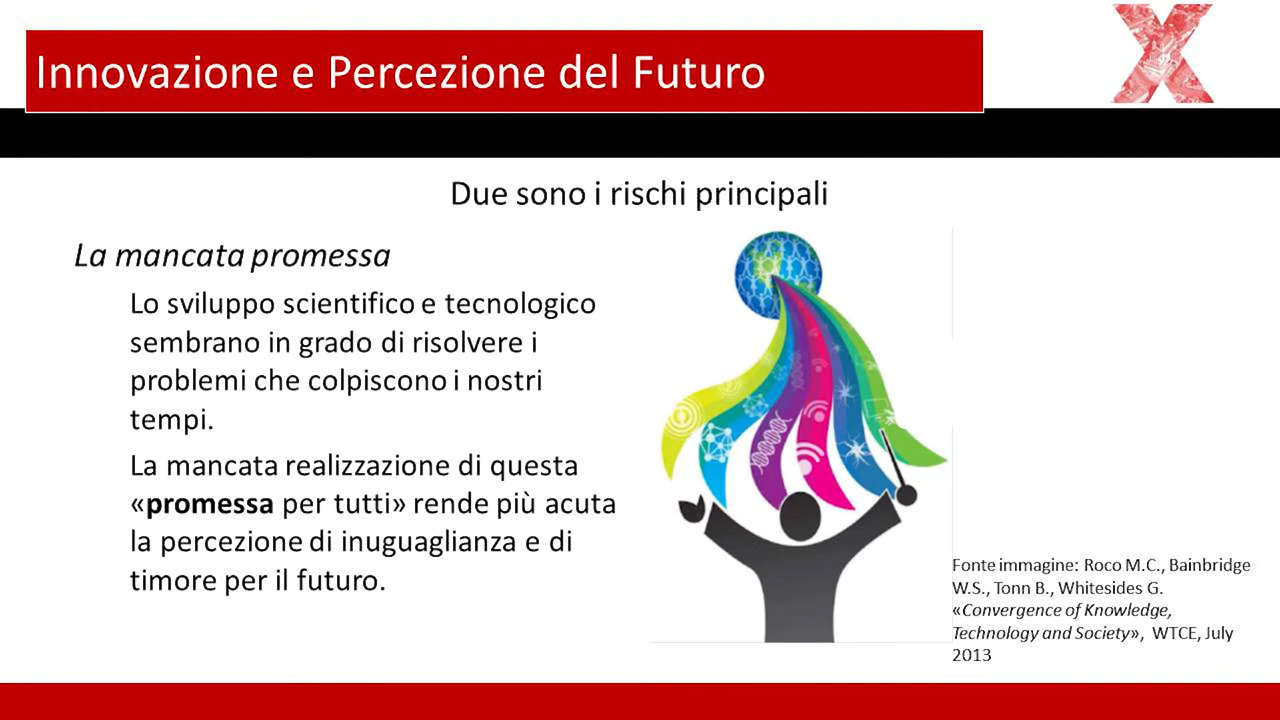 Innovazione e Percezione del Futuro
Due sono i rischi principali
La mancata promessa
Lo sviluppo scientifico e tecnologico
sembrano in grado di risolvere i
problemi che colpiscono i nostri
tempi.
La mancata realizzazione di questa
«promessa per tutti» rende più acuta
la percezione di inuguaglianza e di
timore per il futuro.
Fonte immagine: Roco M.C., Bainbridge
W.S., Tonn B., Whitesides G.
«Convergence of Knowledge,
Technology and Society», WTCE, July
2013